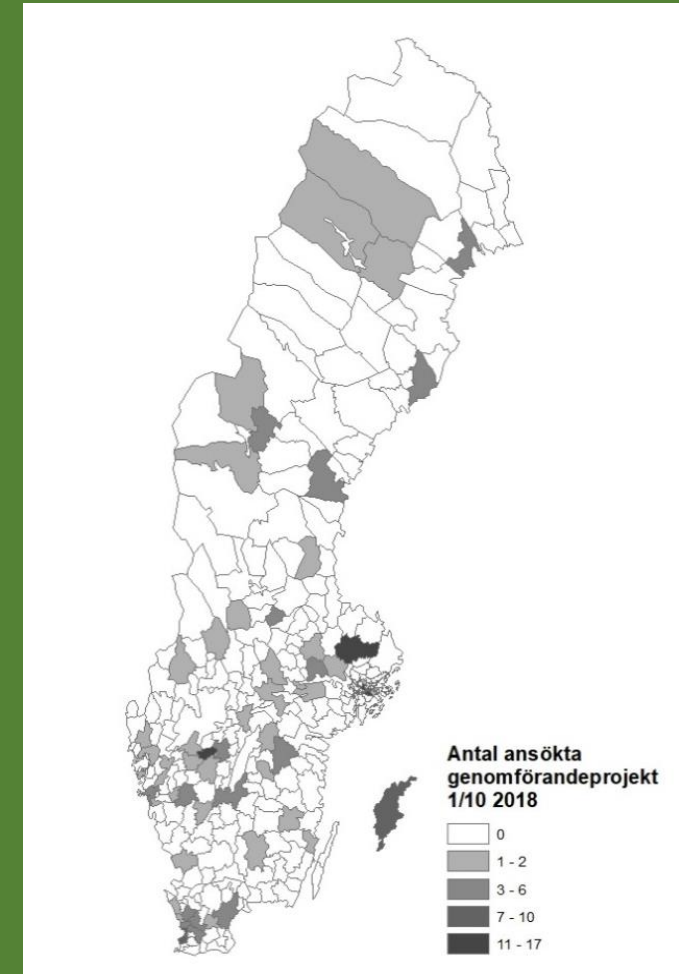 Antal ansökta
genomförandeprojekt
1/10 2018
0
1 - 2
3 - 6
7 - 10
11 - 17